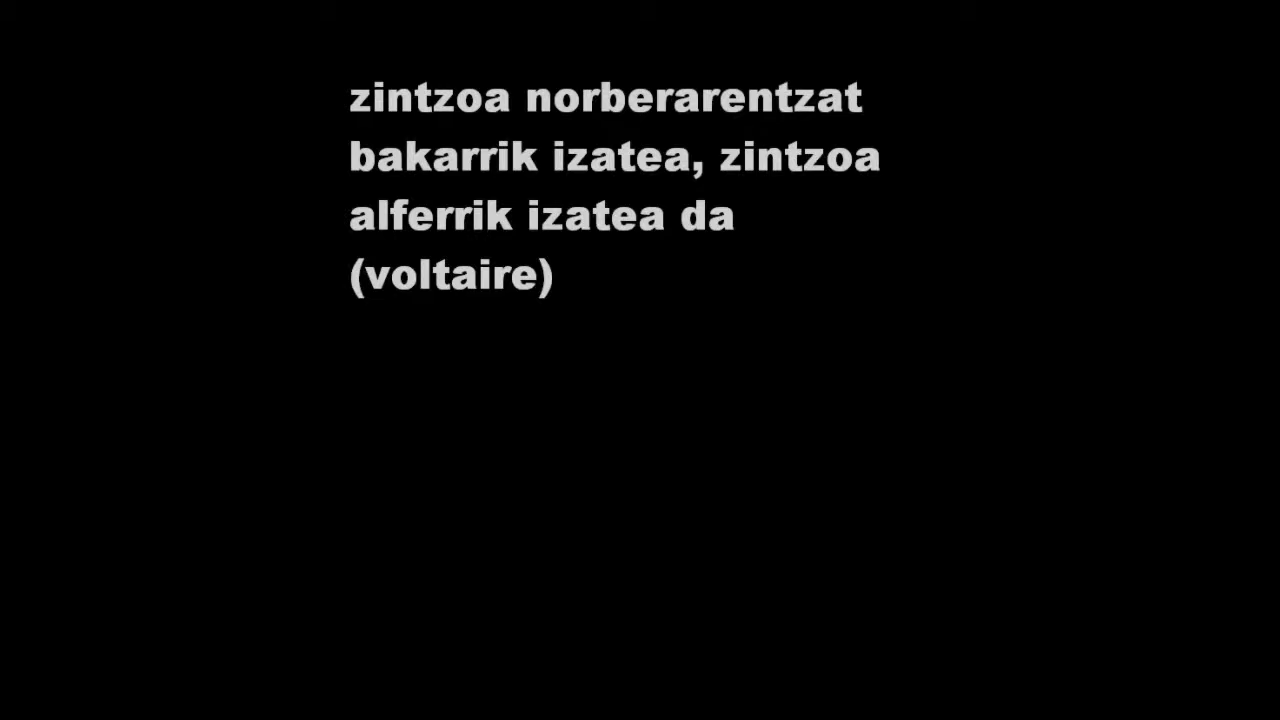 zintzoa norberarentzat
bakarrik izatea, zintzoa
alferrik izatea da
(voltaire)